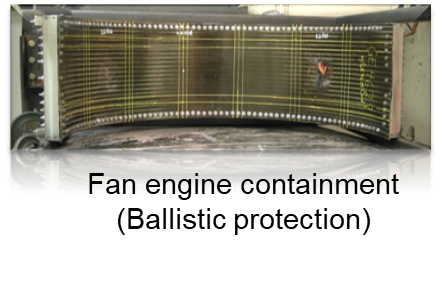 Fan engine containment
(Ballistic protection)